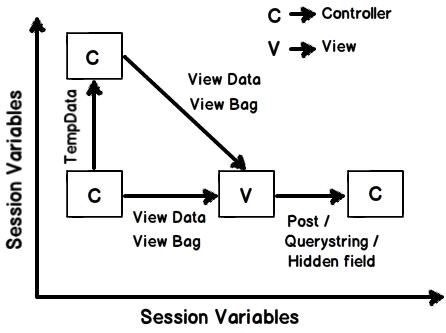 C → Controller
V → View
C
View Data
View Bag
TempData
Session Variables
C
V
C
View Data
View Bag
Post /
Querystring /
Hidden field
Session Variables